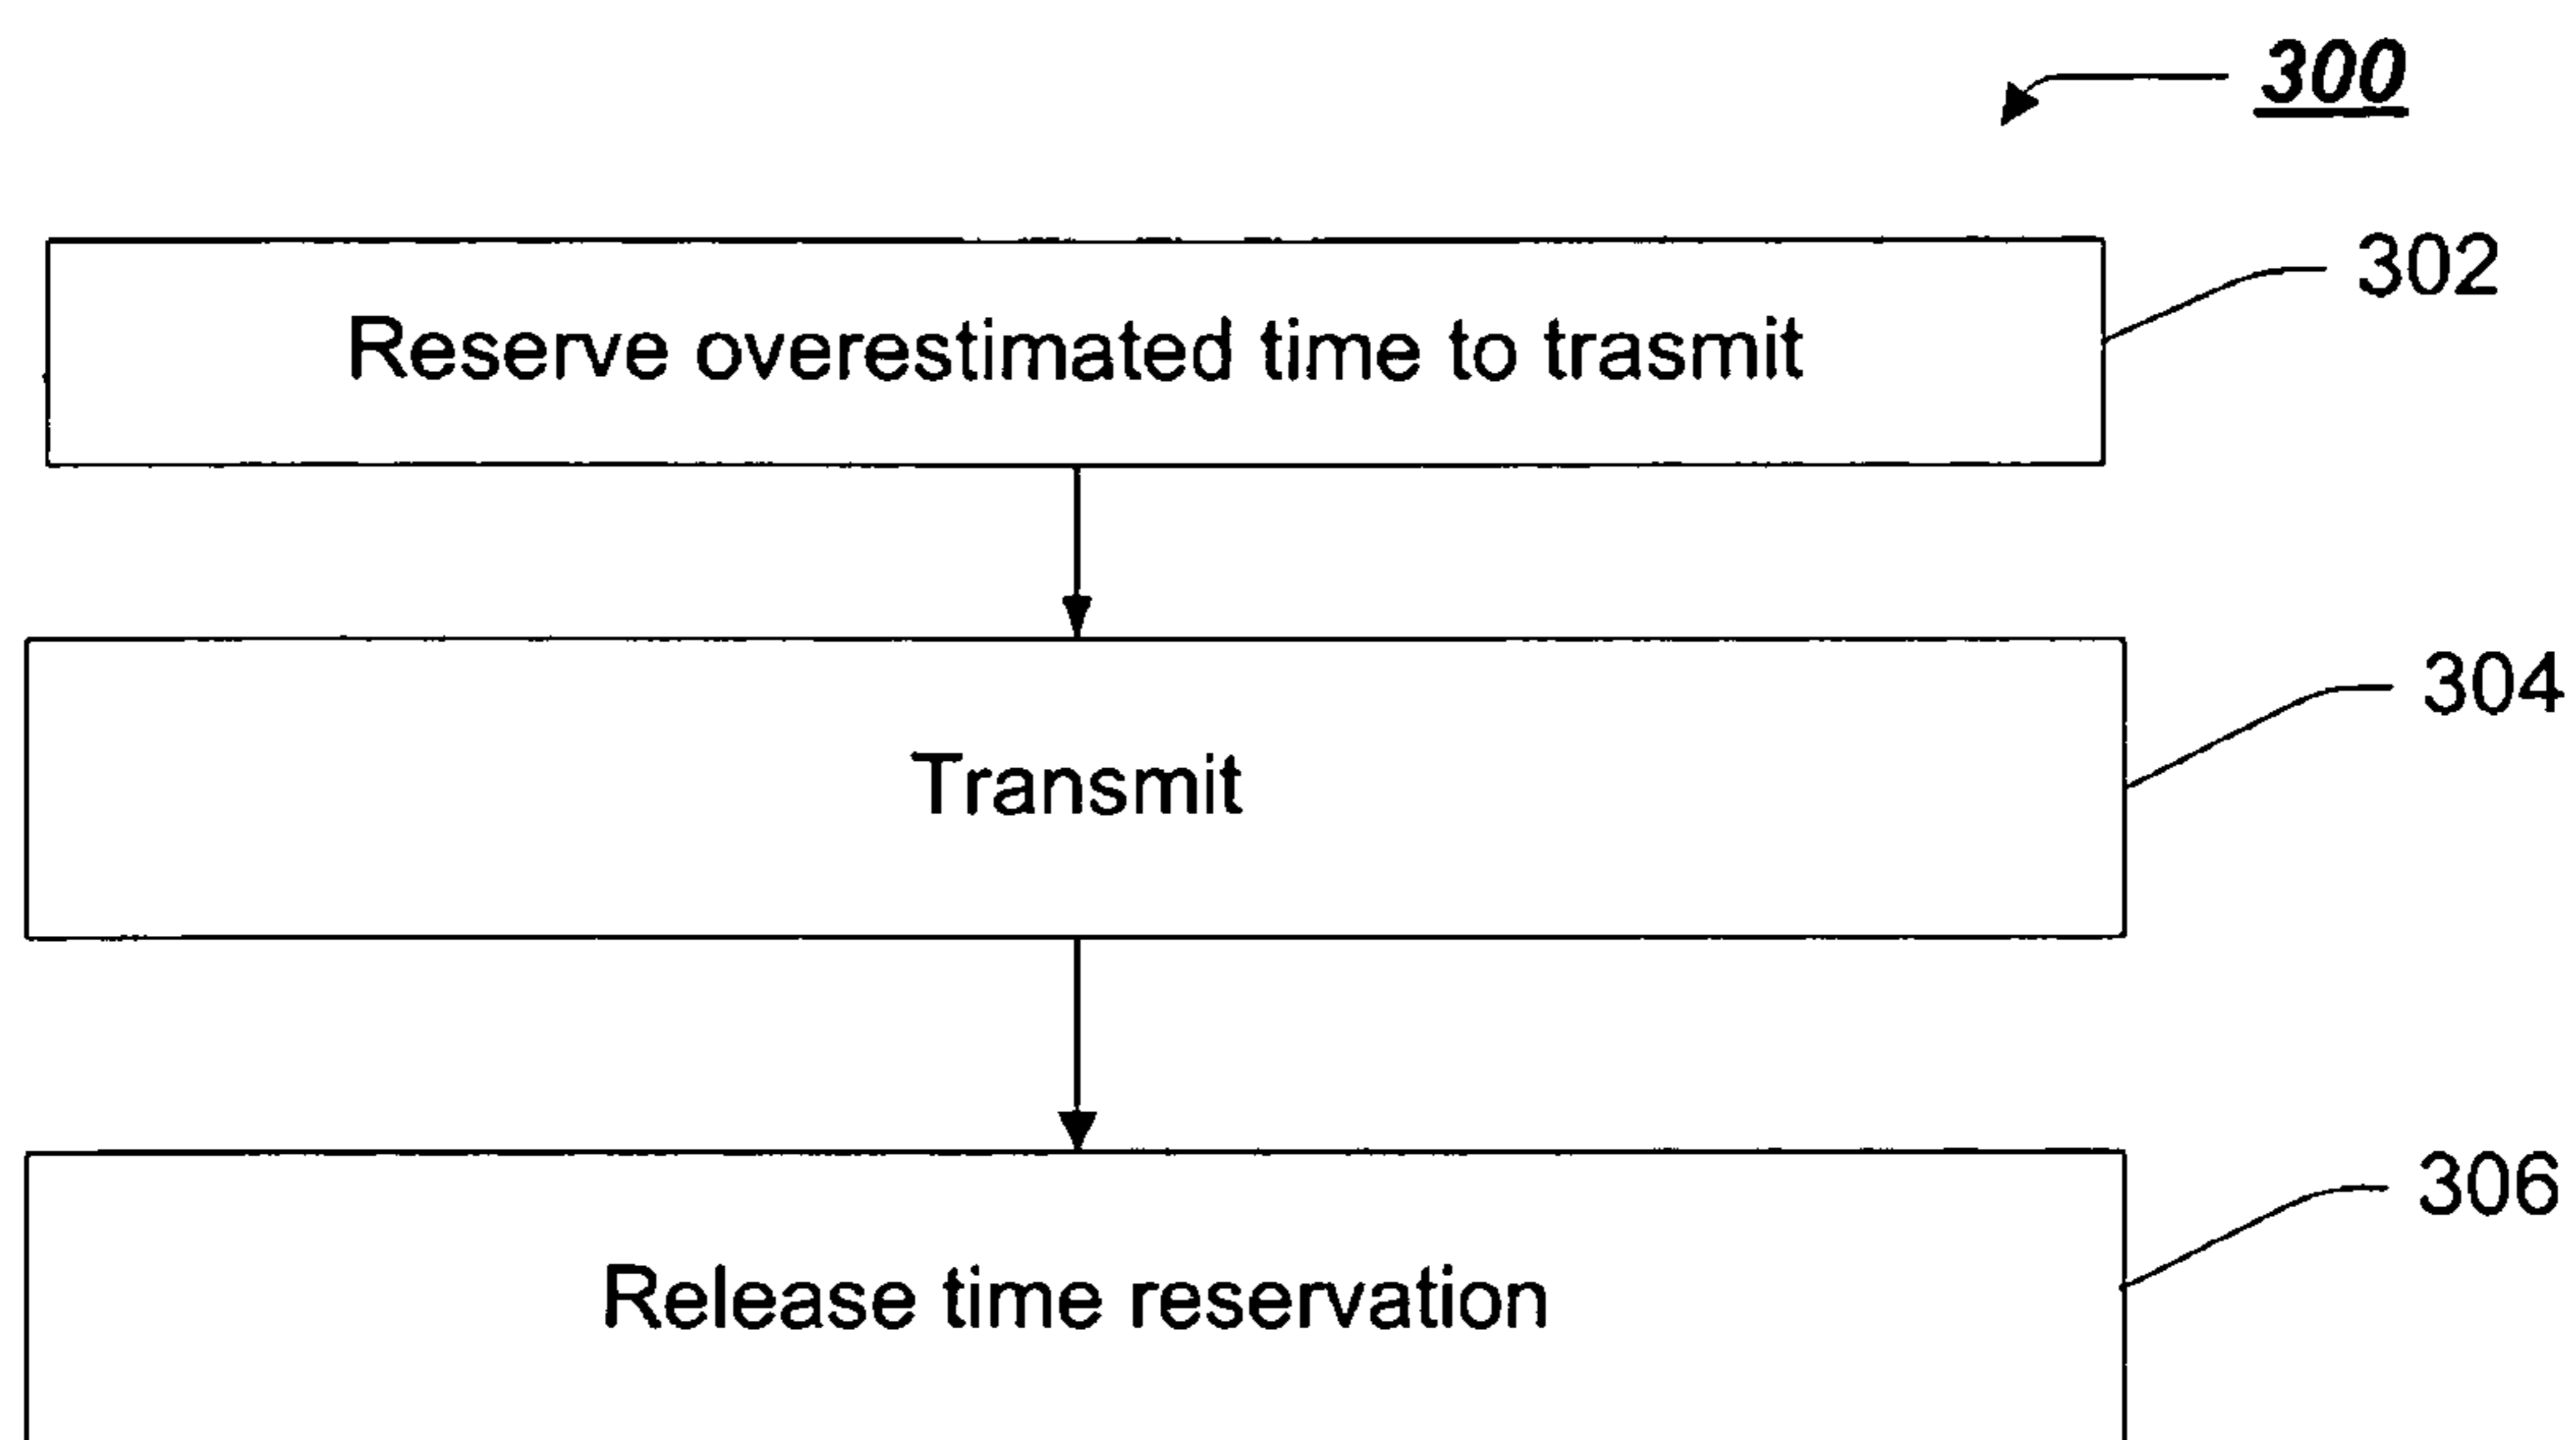 300
302
Reserve overestimated time to trasmit
304
Transmit
306
Release time reservation